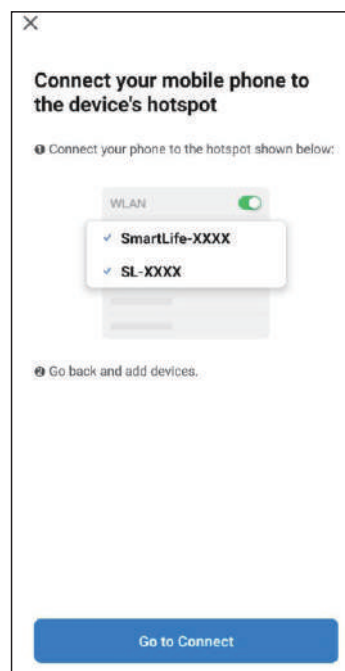 Connect your mobile phone to
the device's hotspot
❶ Connect your phone to the hotspot shown below:
WLAN
SmartLife-XXXX
SL-XXXX
❷ Go back and add devices.
Go to Connect